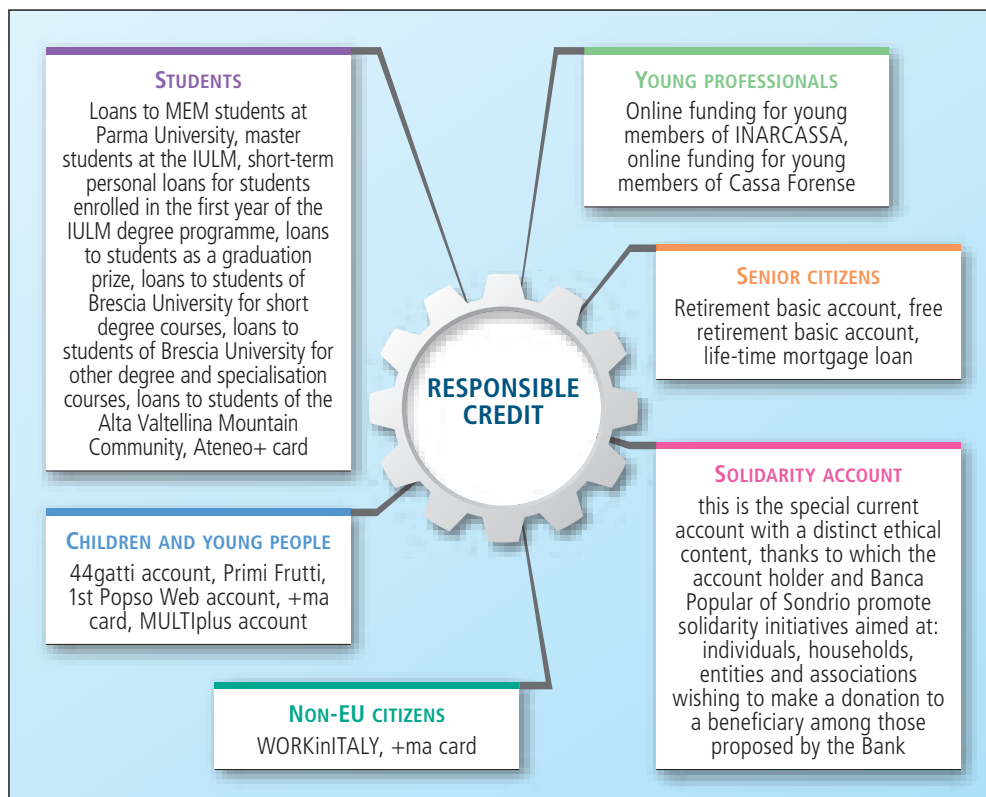 STUDENTS
Loans to MEM students at
Parma University, master
students at the IULM, short-term
personal loans for students
enrolled in the first year of the
IULM degree programme, loans
to students as a graduation
prize, loans to students of
Brescia University for short
degree courses, loans to
students of Brescia University for
other degree and specialisation
courses, loans to students of the
Alta Valtellina Mountain
Community, Ateneo+ card
YOUNG PROFESSIONALS
Online funding for young
members of INARCASSA,
online funding for young
members of Cassa Forense
SENIOR CITIZENS
Retirement basic account, free
retirement basic account,
life-time mortgage loan
RESPONSIBLE
CREDIT
SOLIDARITY ACCOUNT
this is the special current
account with a distinct ethical
content, thanks to which the
account holder and Banca
Popular of Sondrio promote
solidarity initiatives aimed at:
individuals, households,
entities and associations
wishing to make a donation to
a beneficiary among those
proposed by the Bank
CHILDREN AND YOUNG PEOPLE
44gatti account, Primi Frutti,
1st Popso Web account, +ma
card, MULTIplus account
NON-EU CITIZENS
WORKinITALY, +ma card